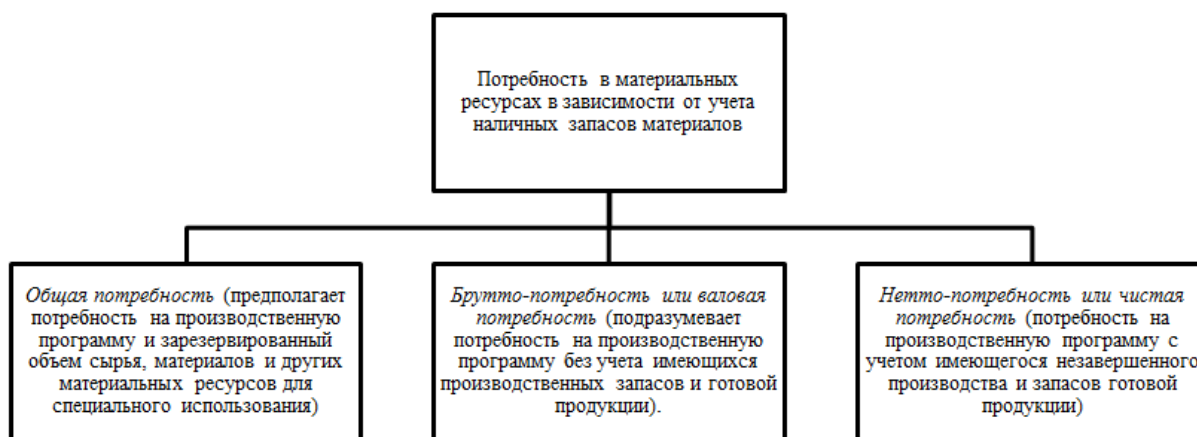 Потребность в материальных
ресурсах в зависимости от учета
наличных запасов материалов
Общая потребность (предполагает
потребность на производственную
программу и зарезервированный
объем сырья, материалов и других
материальных ресурсов для
специального использования)
Брутто-потребность или валовая
потребность (подразумевает
потребность на производственную
программу без учета имеющихся
производственных запасов и готовой
продукции).
Нетто-потребность или чистая
потребность (потребность на
производственную программу с
учетом имеющегося незавершенного
производства и запасов готовой
продукции)